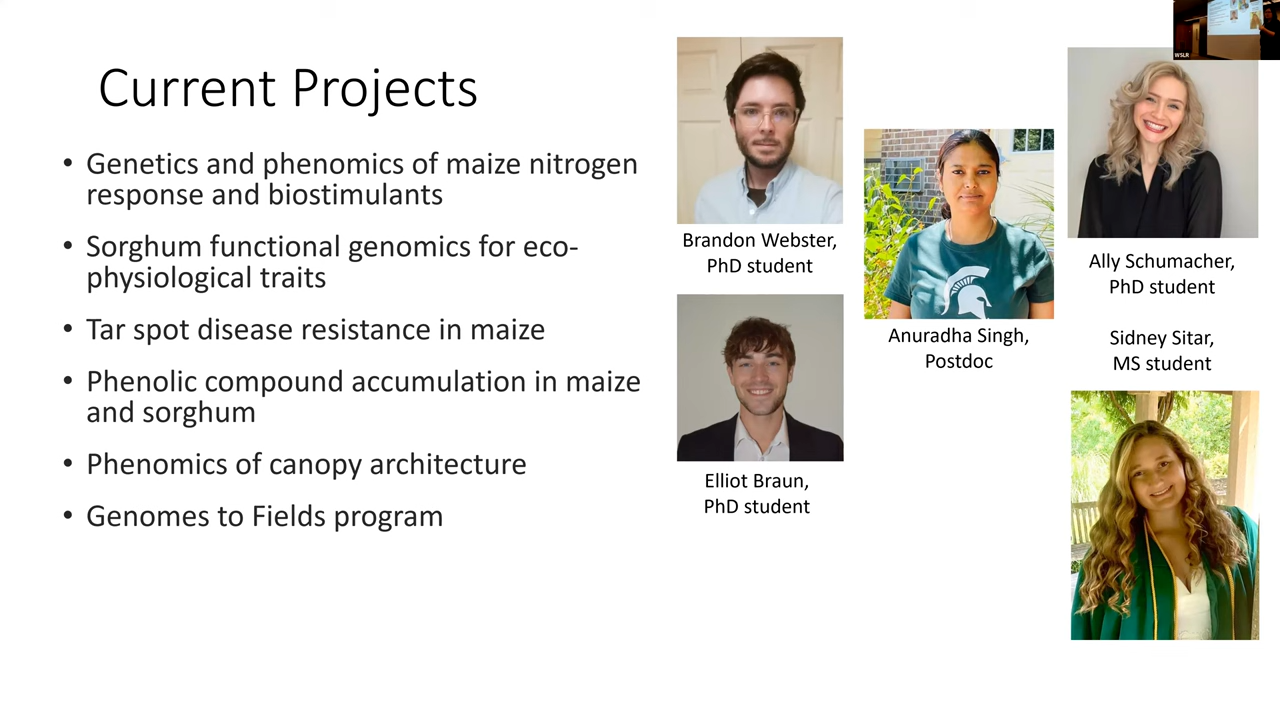 Current Projects
• Genetics and phenomics of maize nitrogen
response and biostimulants
• Sorghum functional genomics for eco-
physiological traits
• Tar spot disease resistance in maize
• Phenolic compound accumulation in maize
and sorghum
• Phenomics of canopy architecture
• Genomes to Fields program
Brandon Webster,
PhD student
Elliot Braun,
PhD student
Anuradha Singh,
Postdoc
Ally Schumacher,
PhD student
Sidney Sitar,
MS student
WSLR